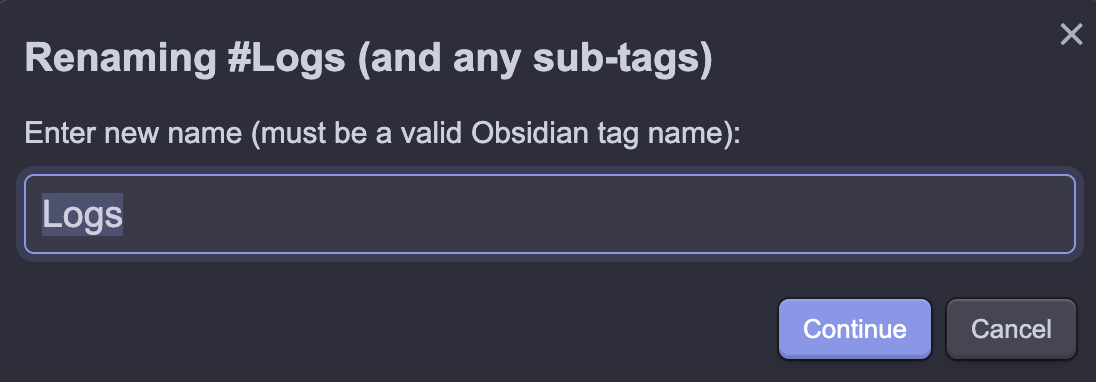 Renaming #Logs (and any sub-tags)
Enter new name (must be a valid Obsidian tag name):
Logs
Continue
Cancel